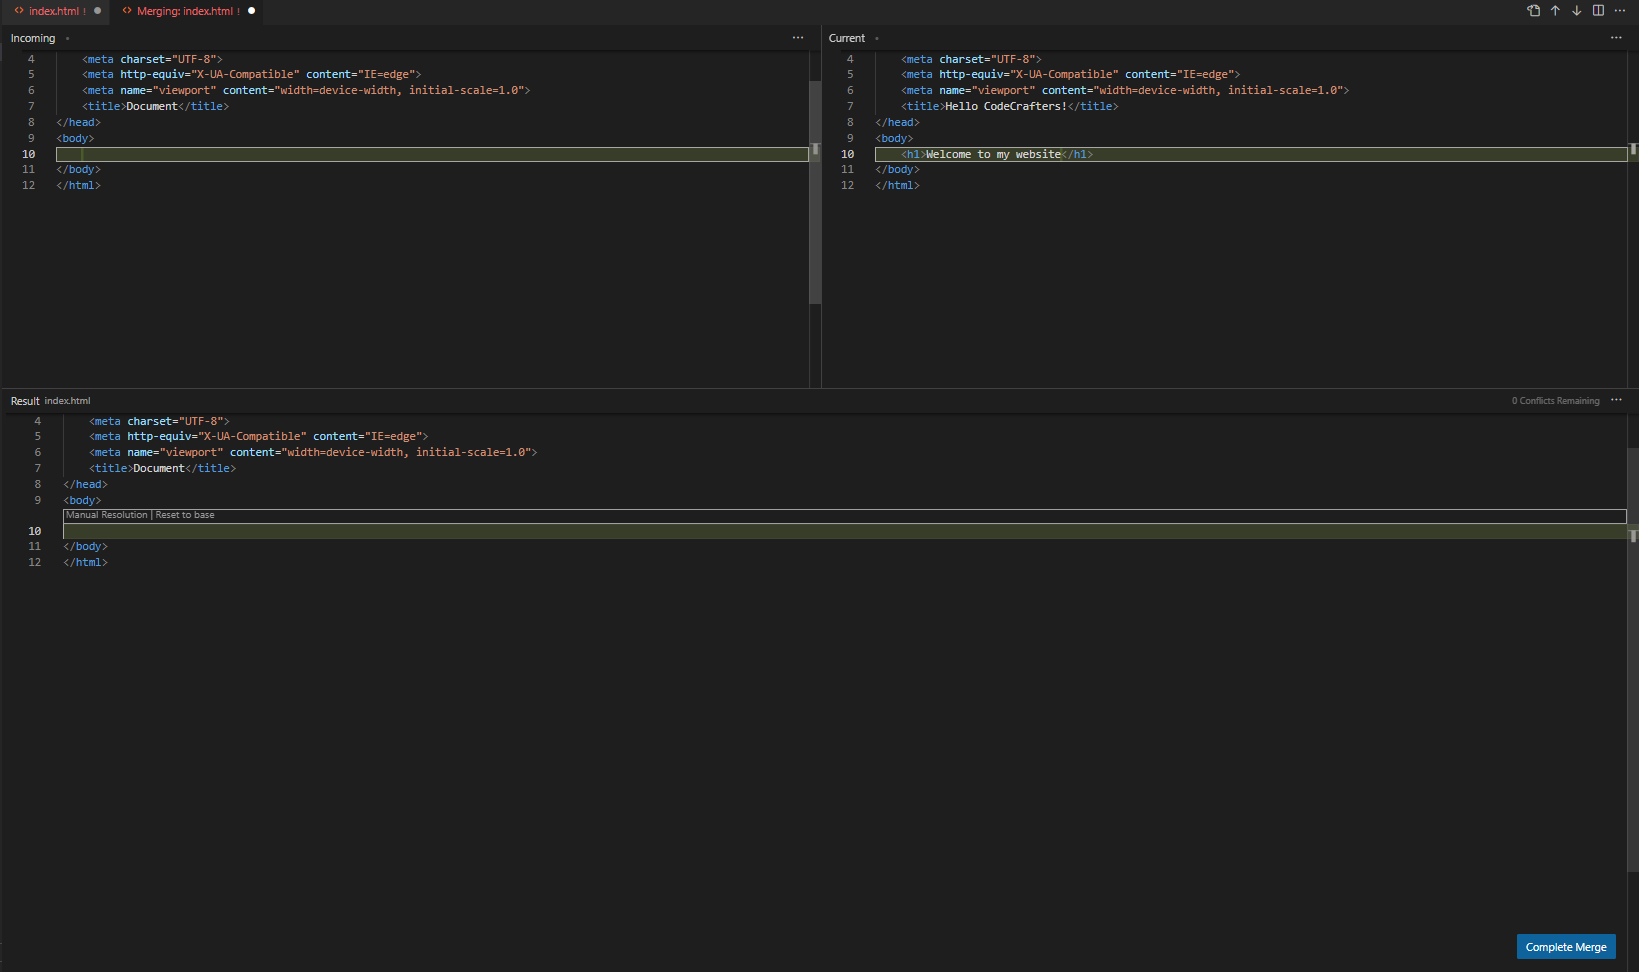 index.html !
Merging: index.html !
Incoming
4 <meta charset="UTF-8">
5 <meta http-equiv="X-UA-Compatible" content="IE=edge">
6 <meta name="viewport" content="width=device-width, initial-scale=1.0">
7 <title>Document</title>
8 </head>
9 <body>
10
11 </body>
12 </html>
Current
4 <meta charset="UTF-8">
5 <meta http-equiv="X-UA-Compatible" content="IE=edge">
6 <meta name="viewport" content="width=device-width, initial-scale=1.0">
7 <title>Hello CodeCrafters!</title>
8 </head>
9 <body>
10 <h1>Welcome to my website</h1>
11 </body>
12 </html>
Result index.html
0 Conflicts Remaining
4 <meta charset="UTF-8">
5 <meta http-equiv="X-UA-Compatible" content="IE=edge">
6 <meta name="viewport" content="width=device-width, initial-scale=1.0">
7 <title>Document</title>
8 </head>
9 <body>
Manual Resolution | Reset to base
10
11 </body>
12 </html>
Complete Merge